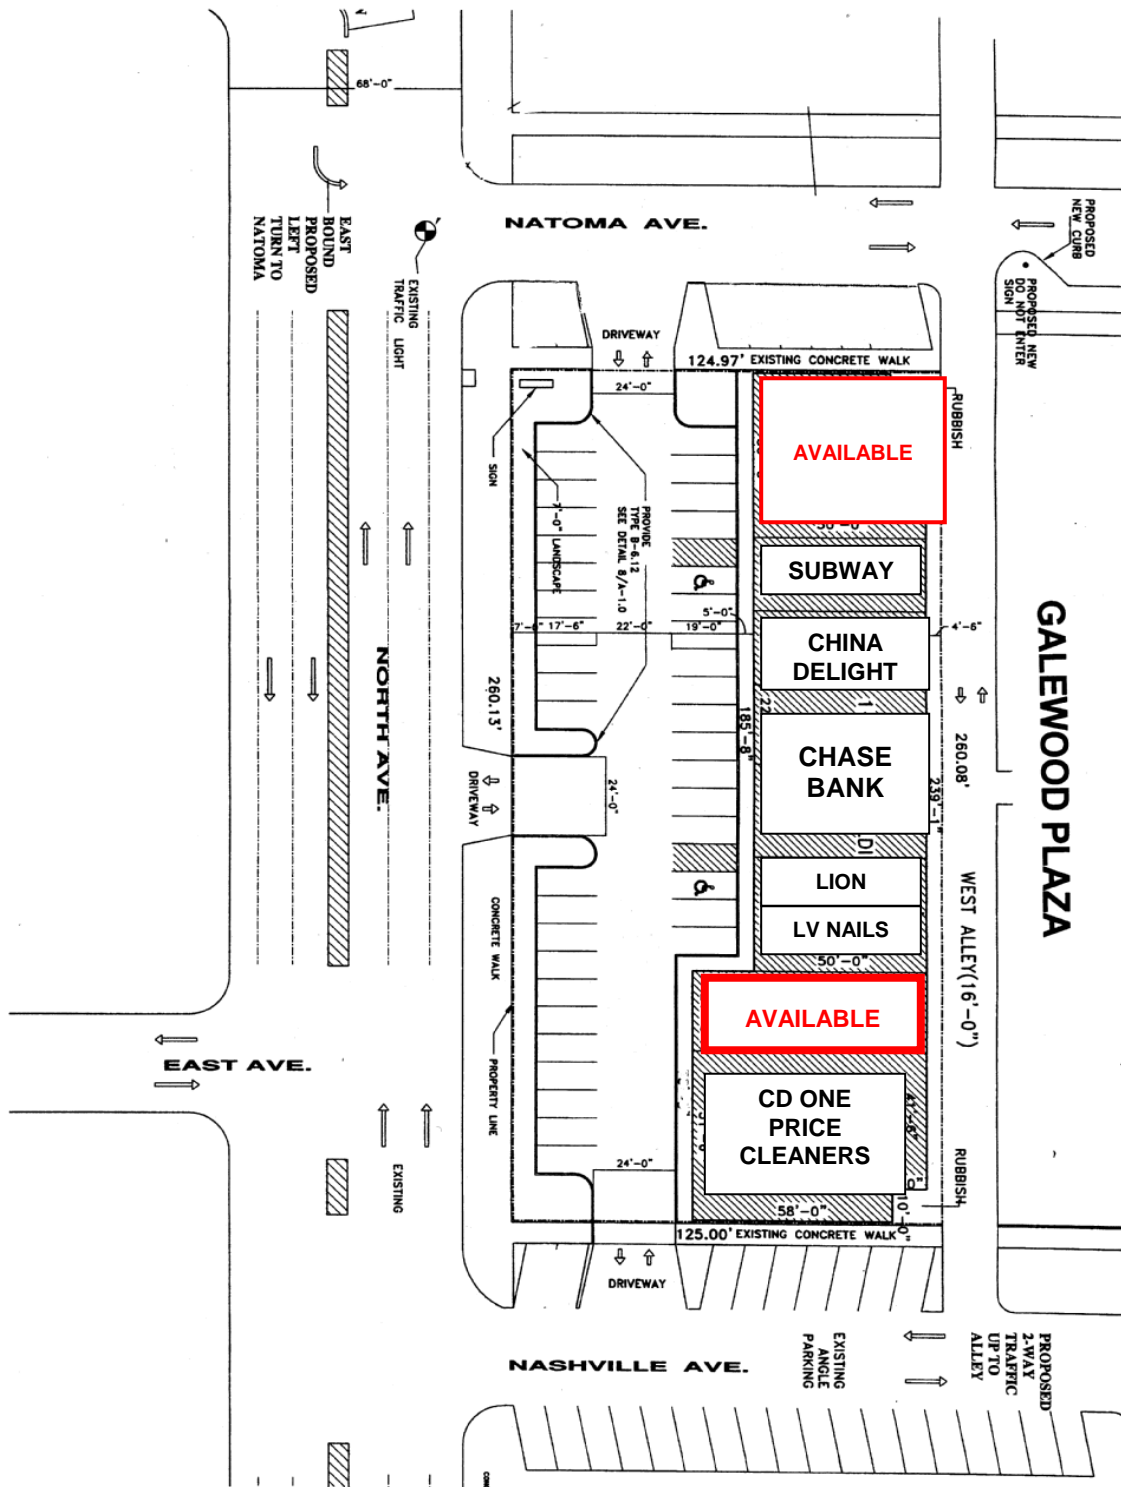 68'-0"
NATOMA AVE.
PROPOSED
NEW CURB
PROPOSED NEW
DO NOT ENTER
SIGN
EAST
BOUND
PROPOSED
LEFT
TURN TO
NATOMA
EXISTING
TRAFFIC LIGHT
DRIVEWAY
124.97' EXISTING CONCRETE WALK
24'-0"
RUBBISH
AVAILABLE
SIGN
7'-0" LANDSCAPE
PROVIDE
TYPE B-6.12
SEE DETAIL 8/A-1.0
SUBWAY
5'-0"
7'-6" 17'-6" 22'-0" 19'-0"
4'-6"
CHINA
DELIGHT
GALEWOOD PLAZA
NORTH AVE.
260.13'
185'-8"
CHASE
BANK
260.08'
239'-1"
DRIVEWAY
24'-0"
LION
LV NAILS
50'-0"
WEST ALLEY(16'-0")
CONCRETE WALK
PROPERTY LINE
AVAILABLE
EAST AVE.
CD ONE
PRICE
CLEANERS
EXISTING
24'-0"
RUBBISH
58'-0"
125.00' EXISTING CONCRETE WALK
DRIVEWAY
NASHVILLE AVE.
EXISTING
ANGLE
PARKING
PROPOSED
2-WAY
TRAFFIC
UP TO
ALLEY